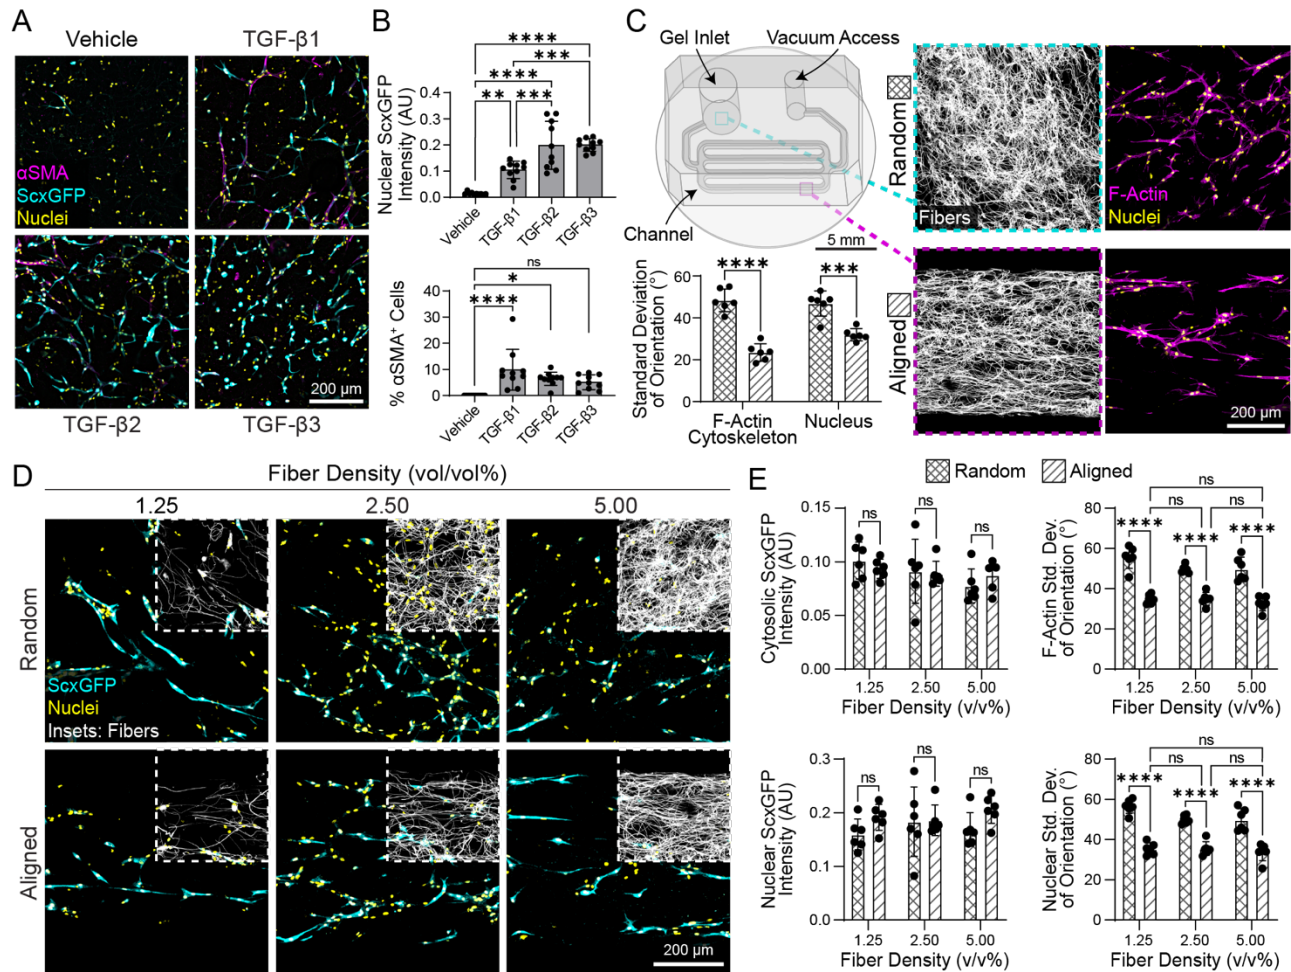 A
Vehicle
TGF-β1
αSMA
ScxGFP
Nuclei
200 µm
TGF-β2
TGF-β3
B
Nuclear ScxGFP
Intensity (AU)
0.4
0.3
0.2
0.1
0.0
****
***
****
** ***
Vehicle
TGF-β1
TGF-β2
TGF-β3
% αSMA⁺ Cells
40
30
20
10
0
ns
*
****
Vehicle
TGF-β1
TGF-β2
TGF-β3
C
Gel Inlet
Vacuum Access
Channel
5 mm
Standard Deviation
of Orientation (°)
60
40
20
0
****
***
F-Actin
Cytoskeleton
Nucleus
Random
Fibers
F-Actin
Nuclei
Aligned
200 µm
D
Fiber Density (vol/vol%)
1.25
2.50
5.00
Random
ScxGFP
Nuclei
Insets: Fibers
Aligned
200 µm
E
Random
Aligned
Cytosolic ScxGFP
Intensity (AU)
0.15
0.10
0.05
0.00
ns
ns
ns
1.25
2.50
5.00
Fiber Density (v/v%)
F-Actin Std. Dev.
of Orientation (°)
80
60
40
20
0
ns
ns
ns
****
****
****
1.25
2.50
5.00
Fiber Density (v/v%)
Nuclear ScxGFP
Intensity (AU)
0.3
0.2
0.1
0.0
ns
ns
ns
1.25
2.50
5.00
Fiber Density (v/v%)
Nuclear Std. Dev.
of Orientation (°)
80
60
40
20
0
ns
ns
ns
****
****
****
1.25
2.50
5.00
Fiber Density (v/v%)